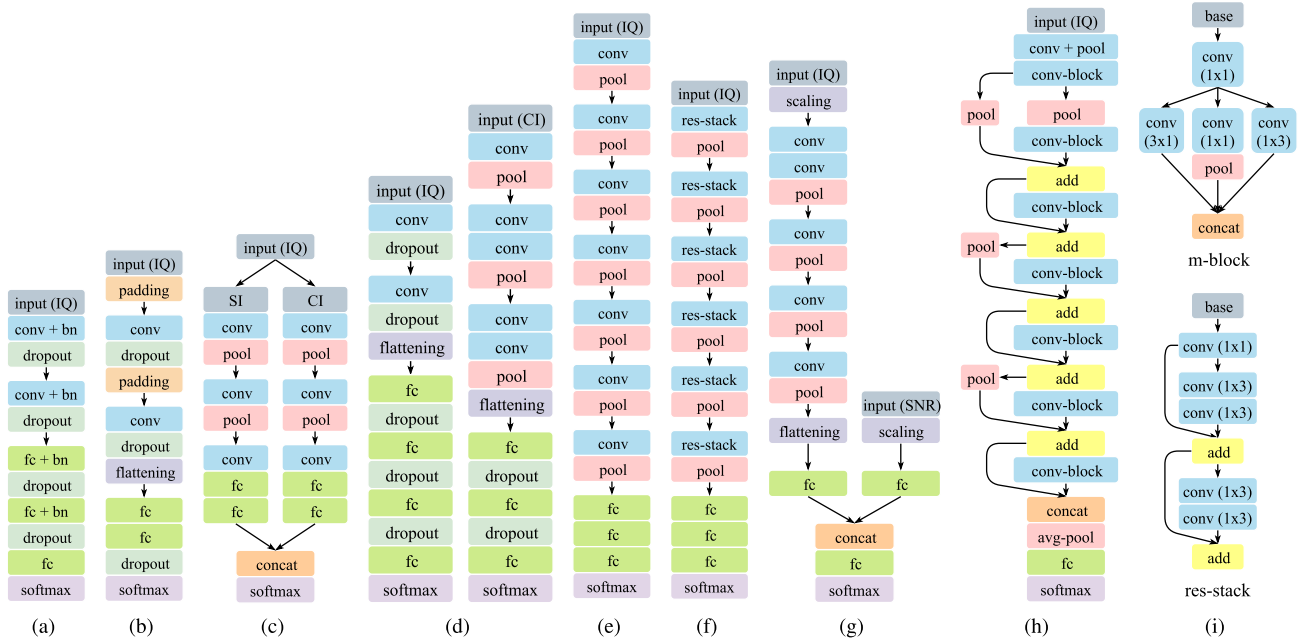 input (IQ)
conv + bn
dropout
conv + bn
dropout
fc + bn
dropout
fc + bn
dropout
fc
softmax
(a)
input (IQ)
padding
conv
dropout
padding
conv
dropout
flattening
fc
fc
dropout
softmax
(b)
input (IQ)
SI CI
conv conv
pool pool
conv conv
pool pool
conv conv
fc fc
fc fc
concat
softmax
(c)
input (IQ)
conv
dropout
conv
dropout
flattening
fc
dropout
fc
dropout
fc
dropout
fc
softmax
input (CI)
conv
pool
conv
conv
pool
conv
conv
pool
flattening
fc
dropout
fc
dropout
fc
softmax
(d)
input (IQ)
conv
pool
conv
pool
conv
pool
conv
pool
conv
pool
conv
pool
conv
pool
fc
fc
fc
softmax
(e)
input (IQ)
res-stack
pool
res-stack
pool
res-stack
pool
res-stack
pool
res-stack
pool
res-stack
pool
fc
fc
fc
softmax
(f)
input (IQ)
scaling
conv
conv
pool
conv
pool
conv
pool
conv
pool
flattening
fc
input (SNR)
scaling
fc
concat
fc
softmax
(g)
input (IQ)
conv + pool
conv-block
pool pool
conv-block
add
conv-block
pool add
conv-block
add
conv-block
pool add
conv-block
add
conv-block
concat
avg-pool
fc
softmax
(h)
base
conv
(1x1)
conv conv conv
(3x1) (1x1) (1x3)
pool
concat
m-block
base
conv (1x1)
conv (1x3)
conv (1x3)
add
conv (1x3)
conv (1x3)
add
res-stack
(i)